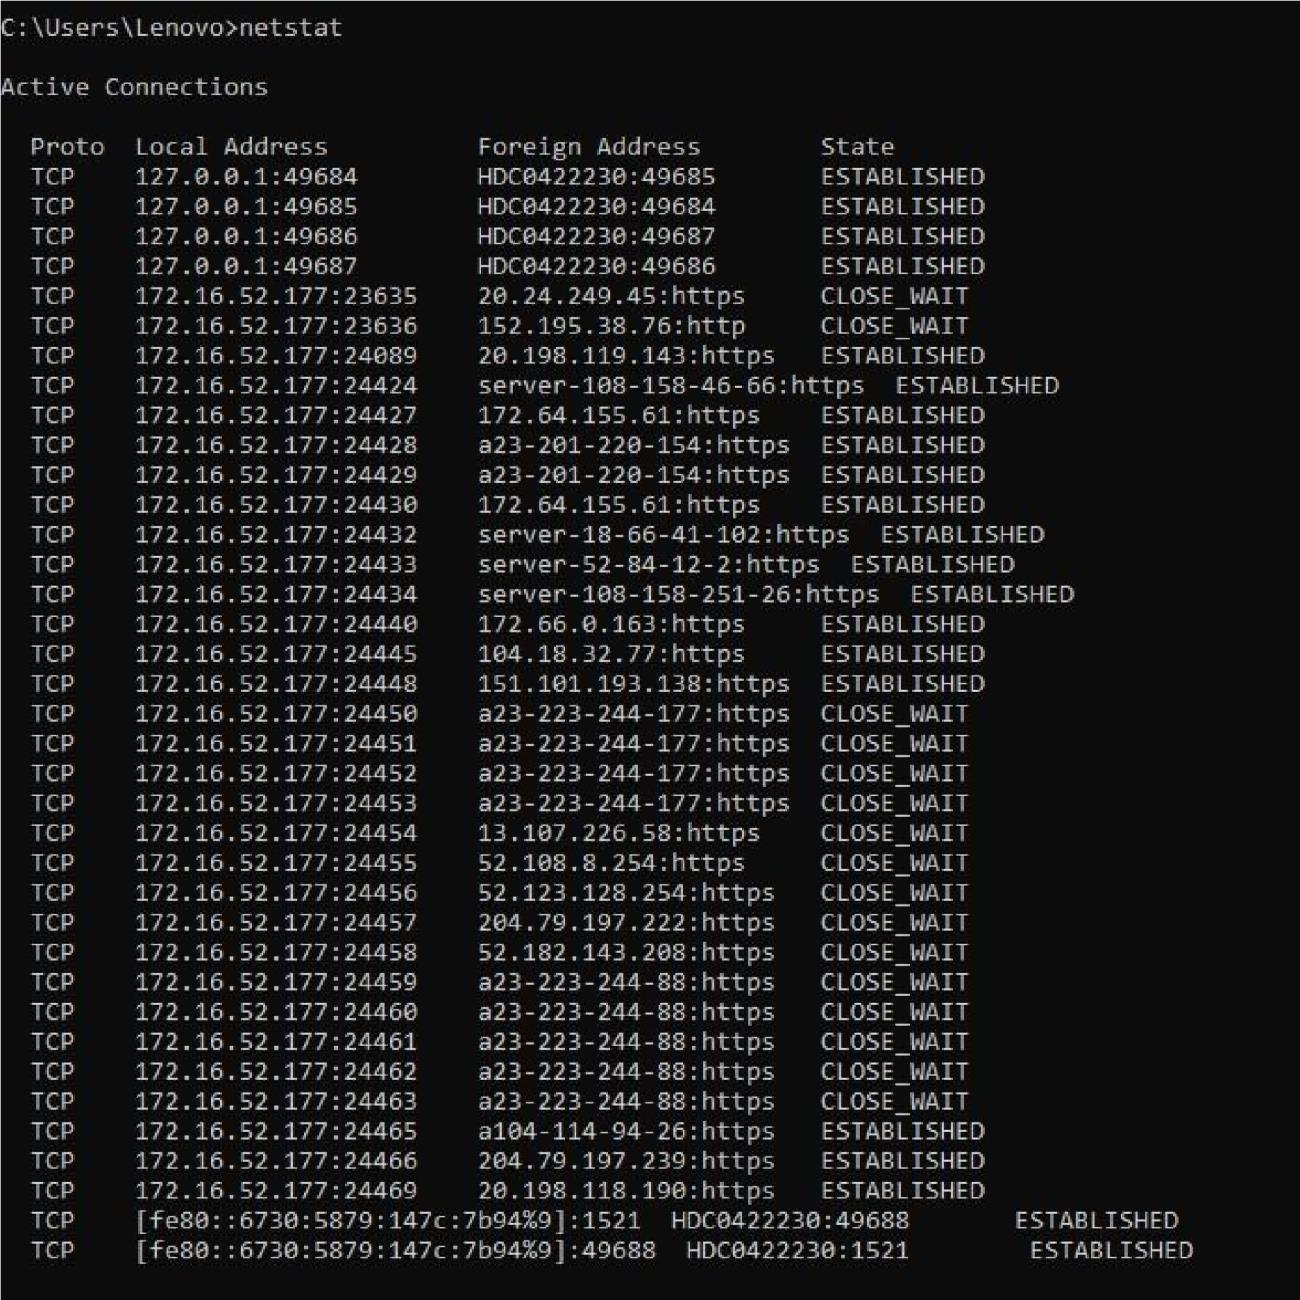 C:\Users\Lenovo>netstat
Active Connections
Proto Local Address Foreign Address State
TCP 127.0.0.1:49684 HDC0422230:49685 ESTABLISHED
TCP 127.0.0.1:49685 HDC0422230:49684 ESTABLISHED
TCP 127.0.0.1:49686 HDC0422230:49687 ESTABLISHED
TCP 127.0.0.1:49687 HDC0422230:49686 ESTABLISHED
TCP 172.16.52.177:23635 20.24.249.45:https CLOSE_WAIT
TCP 172.16.52.177:23636 152.195.38.76:http CLOSE_WAIT
TCP 172.16.52.177:24089 20.198.119.143:https ESTABLISHED
TCP 172.16.52.177:24424 server-108-158-46-66:https ESTABLISHED
TCP 172.16.52.177:24427 172.64.155.61:https ESTABLISHED
TCP 172.16.52.177:24428 a23-201-220-154:https ESTABLISHED
TCP 172.16.52.177:24429 a23-201-220-154:https ESTABLISHED
TCP 172.16.52.177:24430 172.64.155.61:https ESTABLISHED
TCP 172.16.52.177:24432 server-18-66-41-102:https ESTABLISHED
TCP 172.16.52.177:24433 server-52-84-12-2:https ESTABLISHED
TCP 172.16.52.177:24434 server-108-158-251-26:https ESTABLISHED
TCP 172.16.52.177:24440 172.66.0.163:https ESTABLISHED
TCP 172.16.52.177:24445 104.18.32.77:https ESTABLISHED
TCP 172.16.52.177:24448 151.101.193.138:https ESTABLISHED
TCP 172.16.52.177:24450 a23-223-244-177:https CLOSE_WAIT
TCP 172.16.52.177:24451 a23-223-244-177:https CLOSE_WAIT
TCP 172.16.52.177:24452 a23-223-244-177:https CLOSE_WAIT
TCP 172.16.52.177:24453 a23-223-244-177:https CLOSE_WAIT
TCP 172.16.52.177:24454 13.107.226.58:https CLOSE_WAIT
TCP 172.16.52.177:24455 52.108.8.254:https CLOSE_WAIT
TCP 172.16.52.177:24456 52.123.128.254:https CLOSE_WAIT
TCP 172.16.52.177:24457 204.79.197.222:https CLOSE_WAIT
TCP 172.16.52.177:24458 52.182.143.208:https CLOSE_WAIT
TCP 172.16.52.177:24459 a23-223-244-88:https CLOSE_WAIT
TCP 172.16.52.177:24460 a23-223-244-88:https CLOSE_WAIT
TCP 172.16.52.177:24461 a23-223-244-88:https CLOSE_WAIT
TCP 172.16.52.177:24462 a23-223-244-88:https CLOSE_WAIT
TCP 172.16.52.177:24463 a23-223-244-88:https CLOSE_WAIT
TCP 172.16.52.177:24465 a104-114-94-26:https ESTABLISHED
TCP 172.16.52.177:24466 204.79.197.239:https ESTABLISHED
TCP 172.16.52.177:24469 20.198.118.190:https ESTABLISHED
TCP [fe80::6730:5879:147c:7b94%9]:1521 HDC0422230:49688 ESTABLISHED
TCP [fe80::6730:5879:147c:7b94%9]:49688 HDC0422230:1521 ESTABLISHED